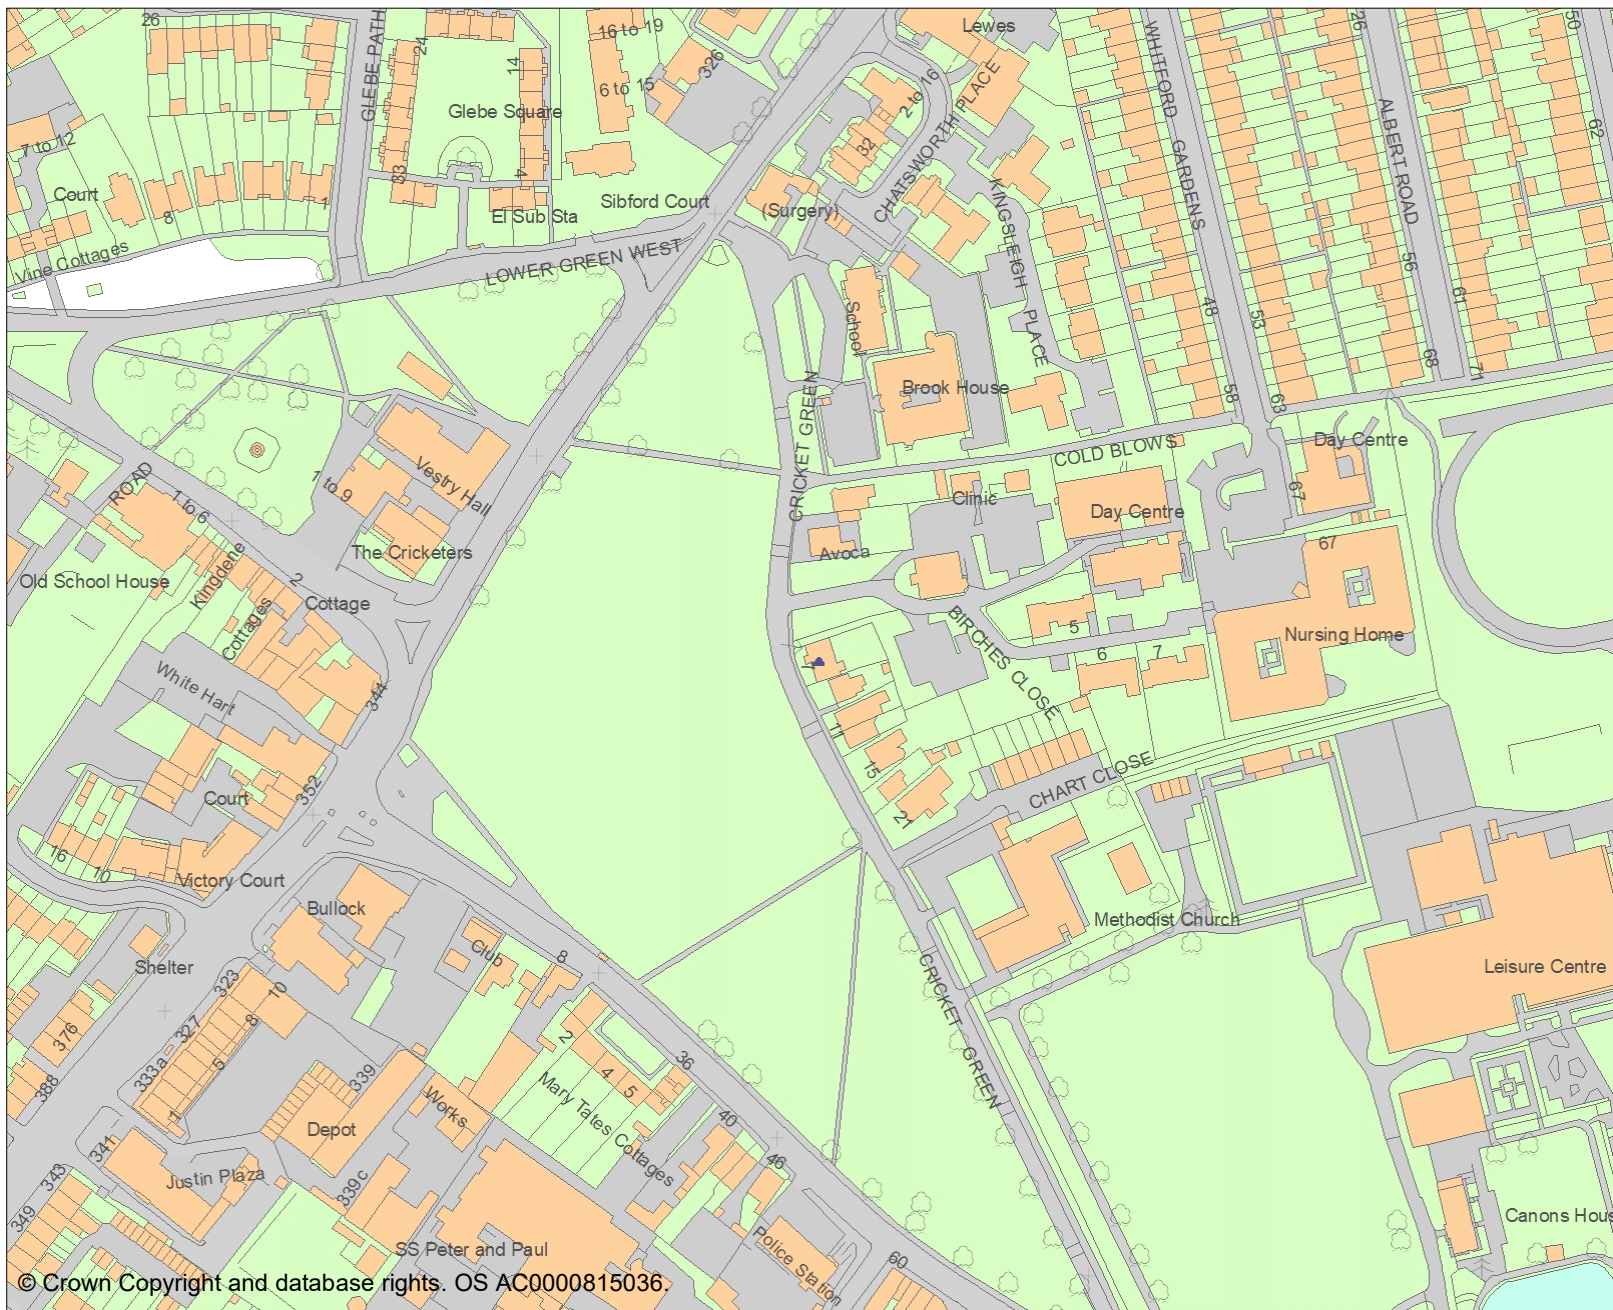 26
GLEBE PATH
24
14
16 to 19
326
6 to 15
Lewes
2 to 16
CHATSWORTH PLACE
WHITFORD GARDENS
26
50
Glebe Square
7 to 12
33
4
32
ALBERT ROAD
62
Court
8
1
Sibford Court
El Sub Sta
(Surgery)
KINGSLEIGH PLACE
Vine Cottages
LOWER GREEN WEST
School
48
53
56
61
68
71
58
63
Brook House
CRICKET GREEN
COLD BLOWS
Day Centre
ROAD
1 to 6
1 to 9
Vestry Hall
67
Clinic
Day Centre
67
The Cricketers
Avoca
Old School House
Kingdene
Cottages
2
Cottage
BIRCHES CLOSE
5
6
7
Nursing Home
7
White Hart
344
11
15
21
CHART CLOSE
Court
352
16
10
Victory Court
Bullock
Methodist Church
Shelter
323
10
Club
8
CRICKET GREEN
Leisure Centre
376
327
8
333a
5
388
1
339
2
4
5
36
Works
Mary Tates Cottages
40
46
Depot
341
343
349
Justin Plaza
339c
SS Peter and Paul
Police Station
60
Canons Hous
© Crown Copyright and database rights. OS AC0000815036.